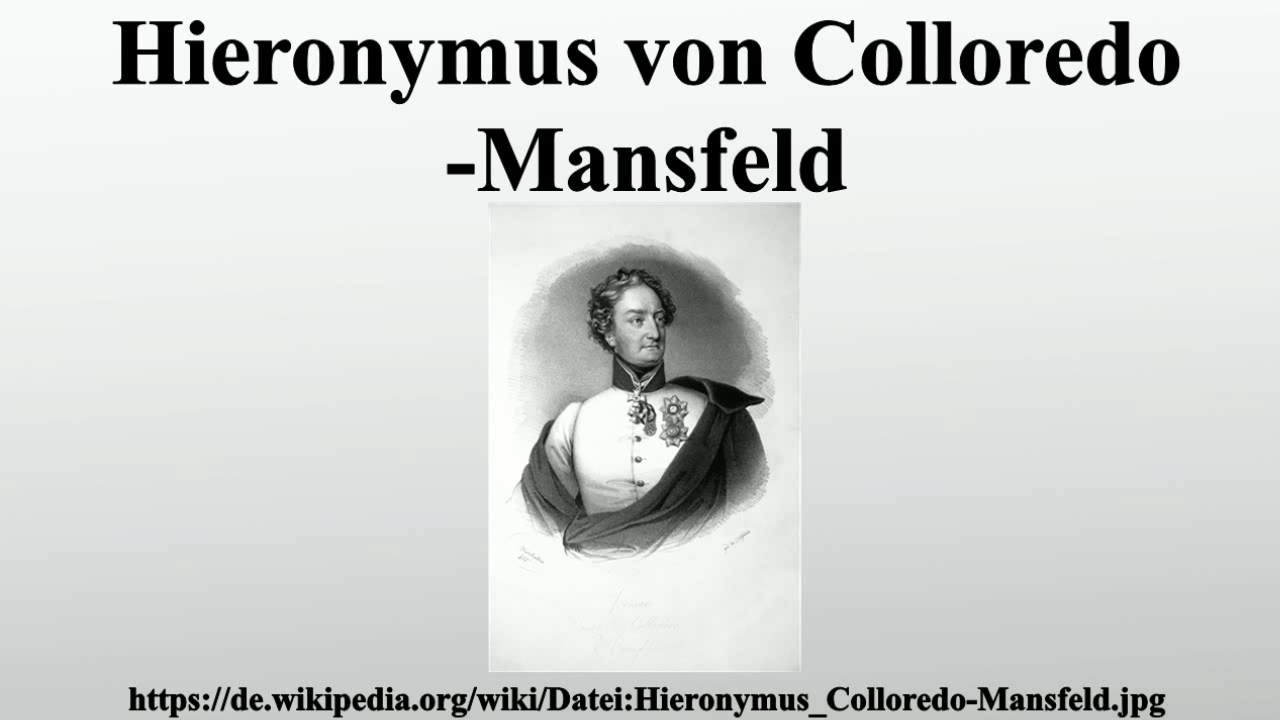 Hieronymus von Colloredo
-Mansfeld
https://de.wikipedia.org/wiki/Datei:Hieronymus_Colloredo-Mansfeld.jpg